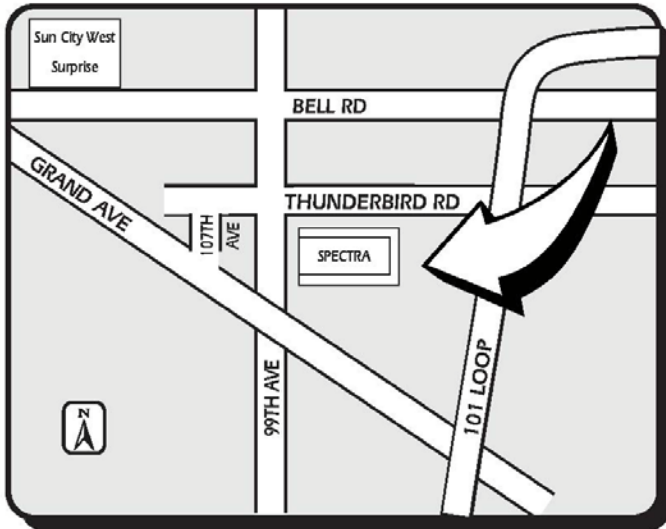 Sun City West
Surprise
BELL RD
GRAND AVE
THUNDERBIRD RD
107TH
AVE
SPECTRA
99TH AVE
101 LOOP
N